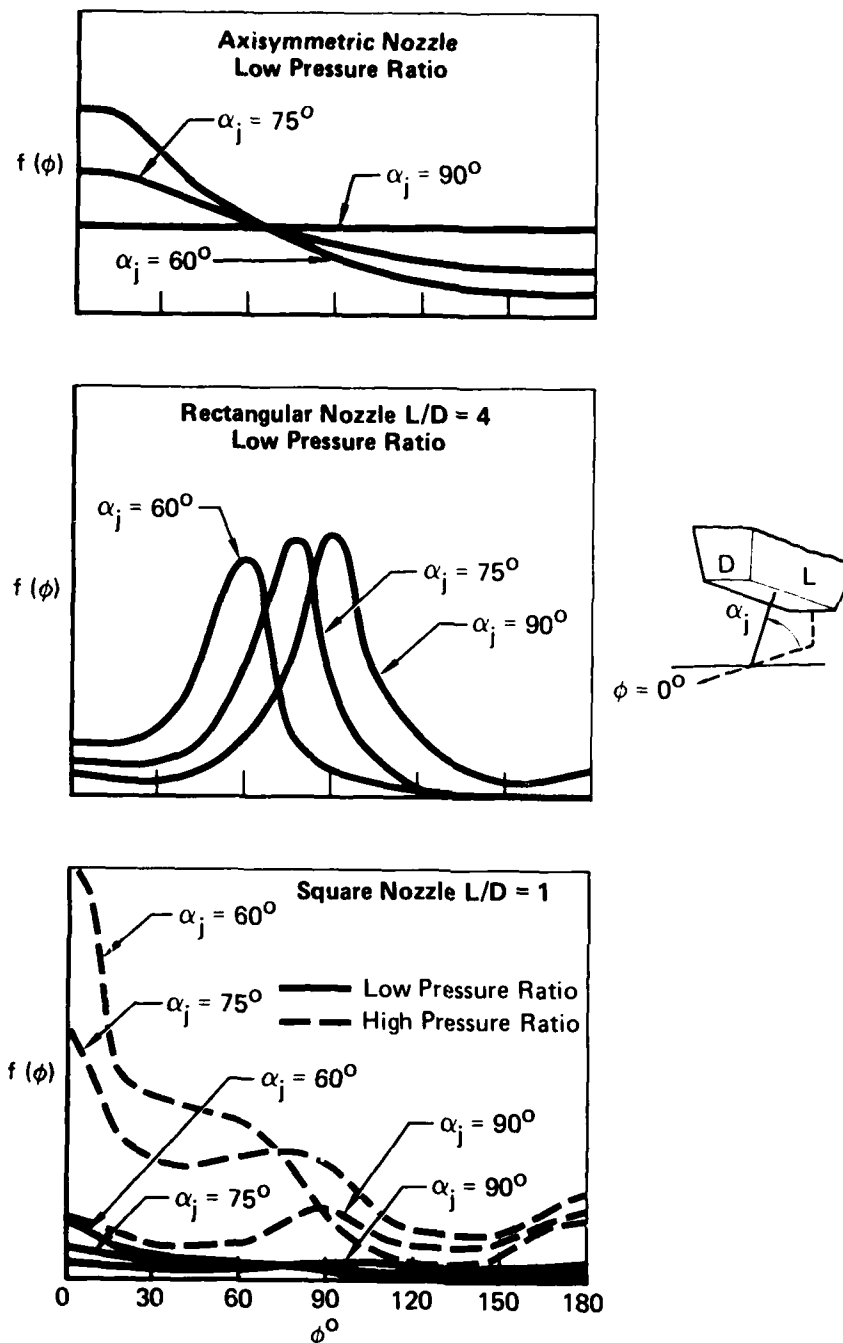 Axisymmetric Nozzle
Low Pressure Ratio
αj = 75°
f (φ)
αj = 90°
αj = 60°
Rectangular Nozzle L/D = 4
Low Pressure Ratio
αj = 60°
f (φ)
αj = 75°
αj = 90°
D
L
αj
φ = 0°
Square Nozzle L/D = 1
αj = 60°
Low Pressure Ratio
High Pressure Ratio
αj = 75°
f (φ)
αj = 60°
αj = 90°
αj = 75°
αj = 90°
0 30 60 90 120 150 180
φ°